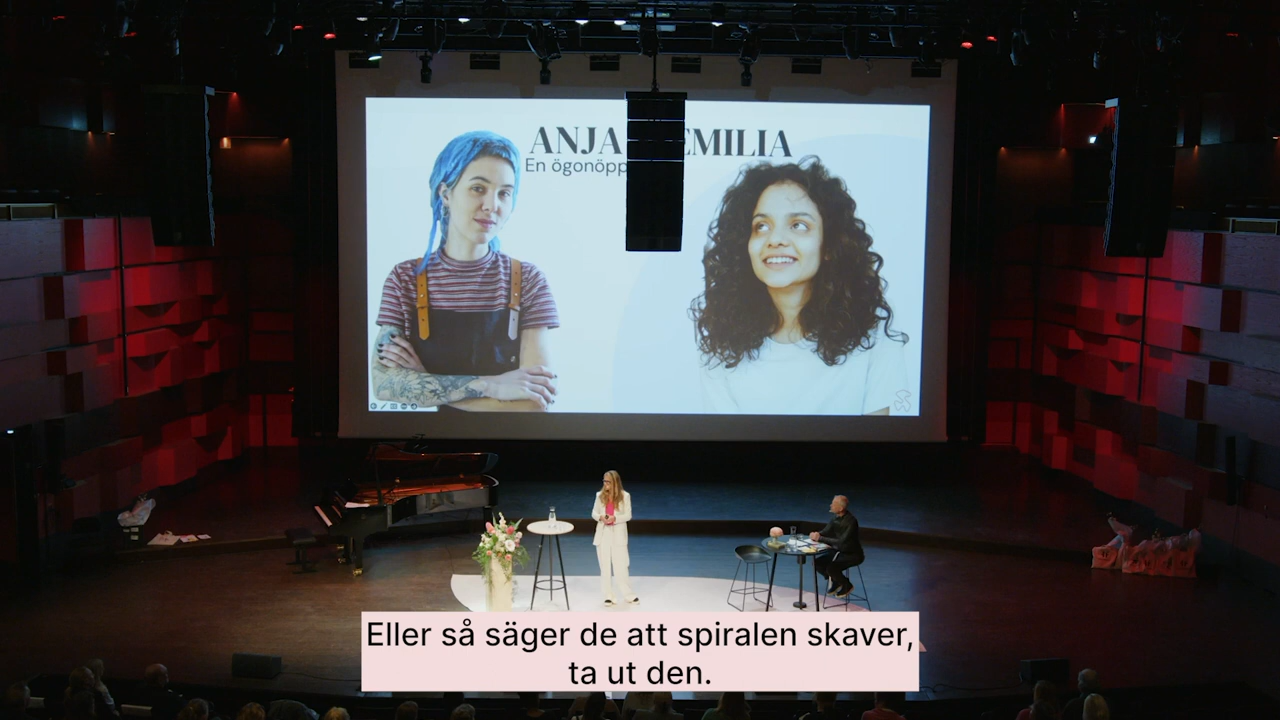 ANJA EMILIA
En ögonöpp
Eller så säger de att spiralen skaver,
ta ut den.